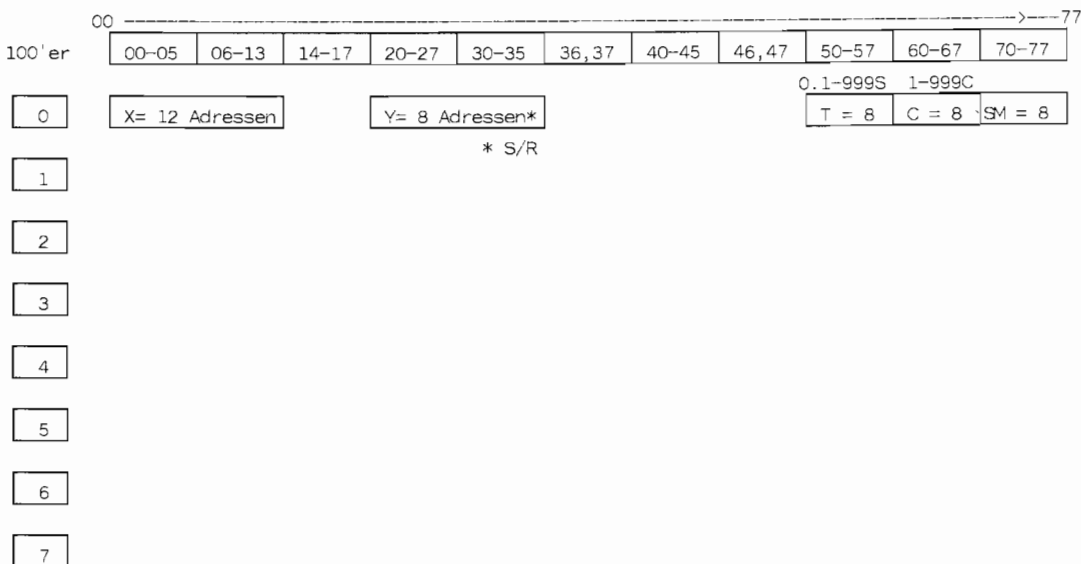 00 ---------------------------------------------------------------->---77
100'er 00-05 06-13 14-17 20-27 30-35 36,37 40-45 46,47 50-57 60-67 70-77
0.1-999S 1-999C
0 X= 12 Adressen Y= 8 Adressen* T = 8 C = 8 SM = 8
* S/R
1
2
3
4
5
6
7